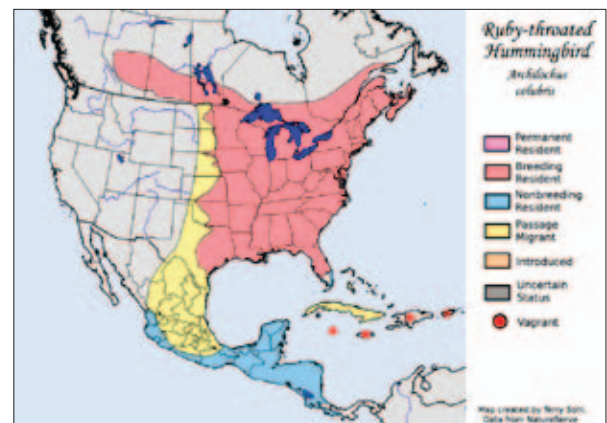 Ruby-throated
Hummingbird
Archilochus
colubris
Permanent
Resident
Breeding
Resident
Nonbreeding
Resident
Passage
Migrant
Introduced
Uncertain
Status
Vagrant
Map created by Terry Sohl,
Data from NatureServe